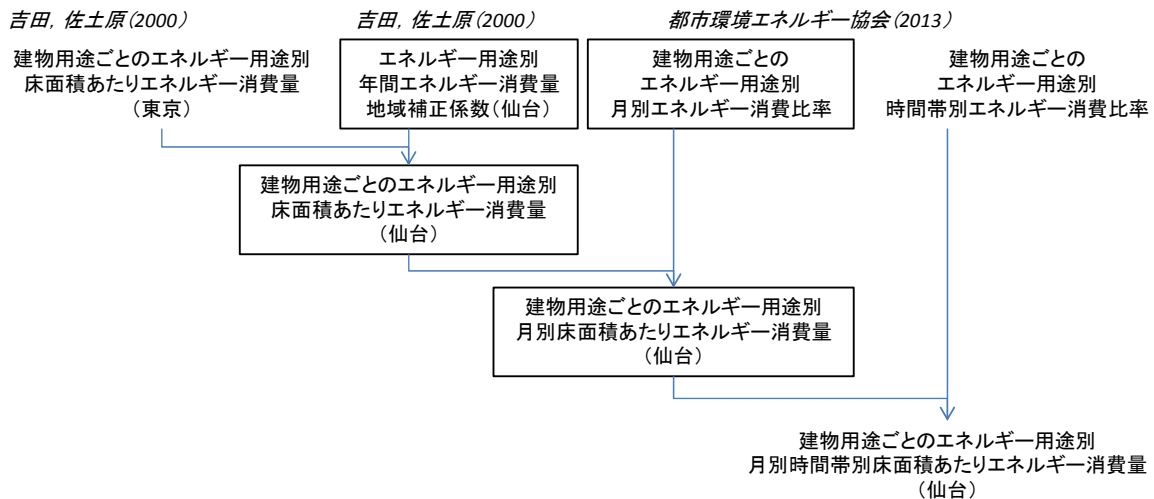 吉田, 佐土原(2000)
吉田, 佐土原(2000)
都市環境エネルギー協会(2013)
建物用途ごとのエネルギー用途別
床面積あたりエネルギー消費量
(東京)
エネルギー用途別
年間エネルギー消費量
地域補正係数(仙台)
建物用途ごとの
エネルギー用途別
月別エネルギー消費比率
建物用途ごとの
エネルギー用途別
時間帯別エネルギー消費比率
建物用途ごとのエネルギー用途別
床面積あたりエネルギー消費量
(仙台)
建物用途ごとのエネルギー用途別
月別床面積あたりエネルギー消費量
(仙台)
建物用途ごとのエネルギー用途別
月別時間帯別床面積あたりエネルギー消費量
(仙台)